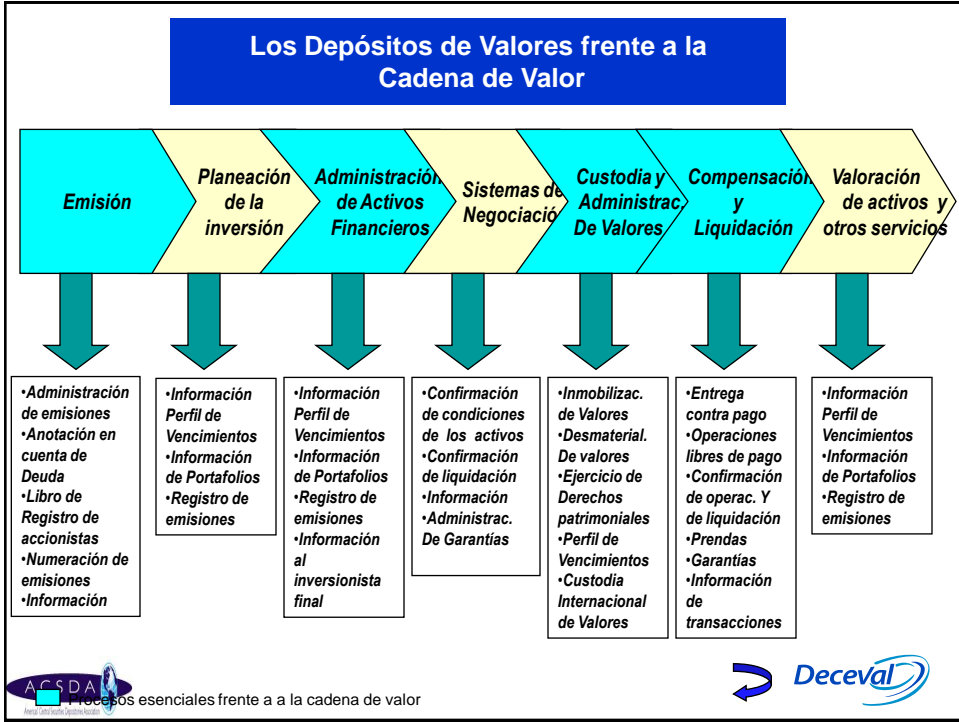 Los Depósitos de Valores frente a la
Cadena de Valor
Emisión
Planeación
de la
inversión
Administración
de Activos
Financieros
Sistemas de
Negociació
Custodia y
Administrac.
De Valores
Compensación
y
Liquidación
Valoración
de activos y
otros servicios
•Administración
de emisiones
•Anotación en
cuenta de
Deuda
•Libro de
Registro de
accionistas
•Numeración de
emisiones
•Información
•Información
Perfil de
Vencimientos
•Información
de Portafolios
•Registro de
emisiones
•Información
Perfil de
Vencimientos
•Información
de Portafolios
•Registro de
emisiones
•Información
al
inversionista
final
•Confirmación
de condiciones
de los activos
•Confirmación
de liquidación
•Información
•Administrac.
De Garantías
•Inmobilizac.
de Valores
•Desmaterial.
De valores
•Ejercicio de
Derechos
patrimoniales
•Perfil de
Vencimientos
•Custodia
Internacional
de Valores
•Entrega
contra pago
•Operaciones
libres de pago
•Confirmación
de operac. Y
de liquidación
•Prendas
•Garantías
•Información
de
transacciones
•Información
Perfil de
Vencimientos
•Información
de Portafolios
•Registro de
emisiones
ACSDA
Americas' Central Securities Depositories Association
Procesos esenciales frente a a la cadena de valor
Deceval